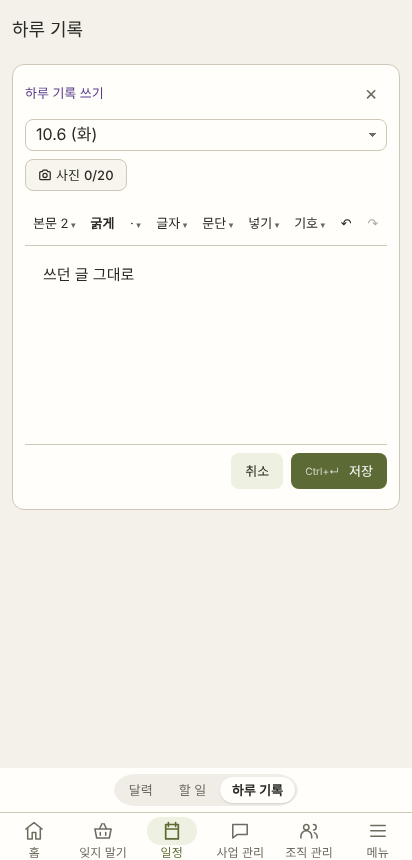 하루 기록
하루 기록 쓰기
10.6 (화)
사진 0/20
본문 2 굵게 · 글자 문단 넣기 기호
쓰던 글 그대로
취소 Ctrl+↵ 저장
달력 할 일 하루 기록
홈 잊지 말기 일정 사업 관리 조직 관리 메뉴